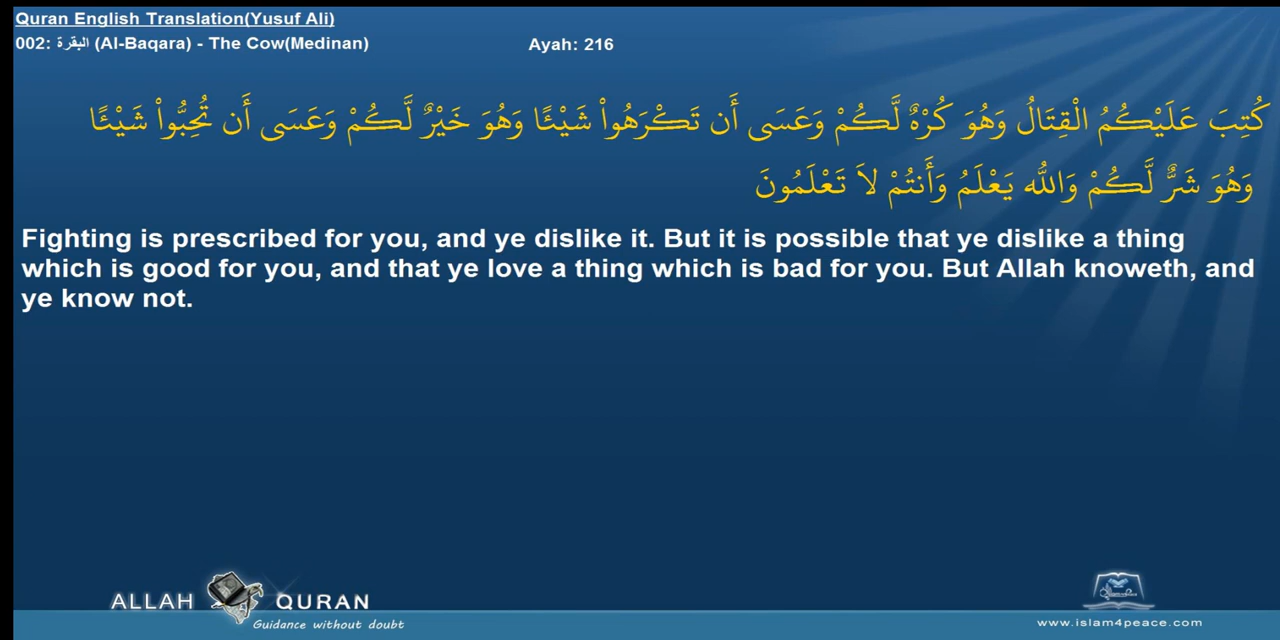 Quran English Translation(Yusuf Ali)
002: البقرة (Al-Baqara) - The Cow(Medinan)
Ayah: 216
كُتِبَ عَلَيْكُمُ الْقِتَالُ وَهُوَ كُرْهٌ لَّكُمْ وَعَسَى أَن تَكْرَهُواْ شَيْئًا وَهُوَ خَيْرٌ لَّكُمْ وَعَسَى أَن تُحِبُّواْ شَيْئًا
وَهُوَ شَرٌّ لَّكُمْ وَاللّهُ يَعْلَمُ وَأَنتُمْ لاَ تَعْلَمُونَ
Fighting is prescribed for you, and ye dislike it. But it is possible that ye dislike a thing
which is good for you, and that ye love a thing which is bad for you. But Allah knoweth, and
ye know not.
ALLAH QURAN
Guidance without doubt
www.islam4peace.com